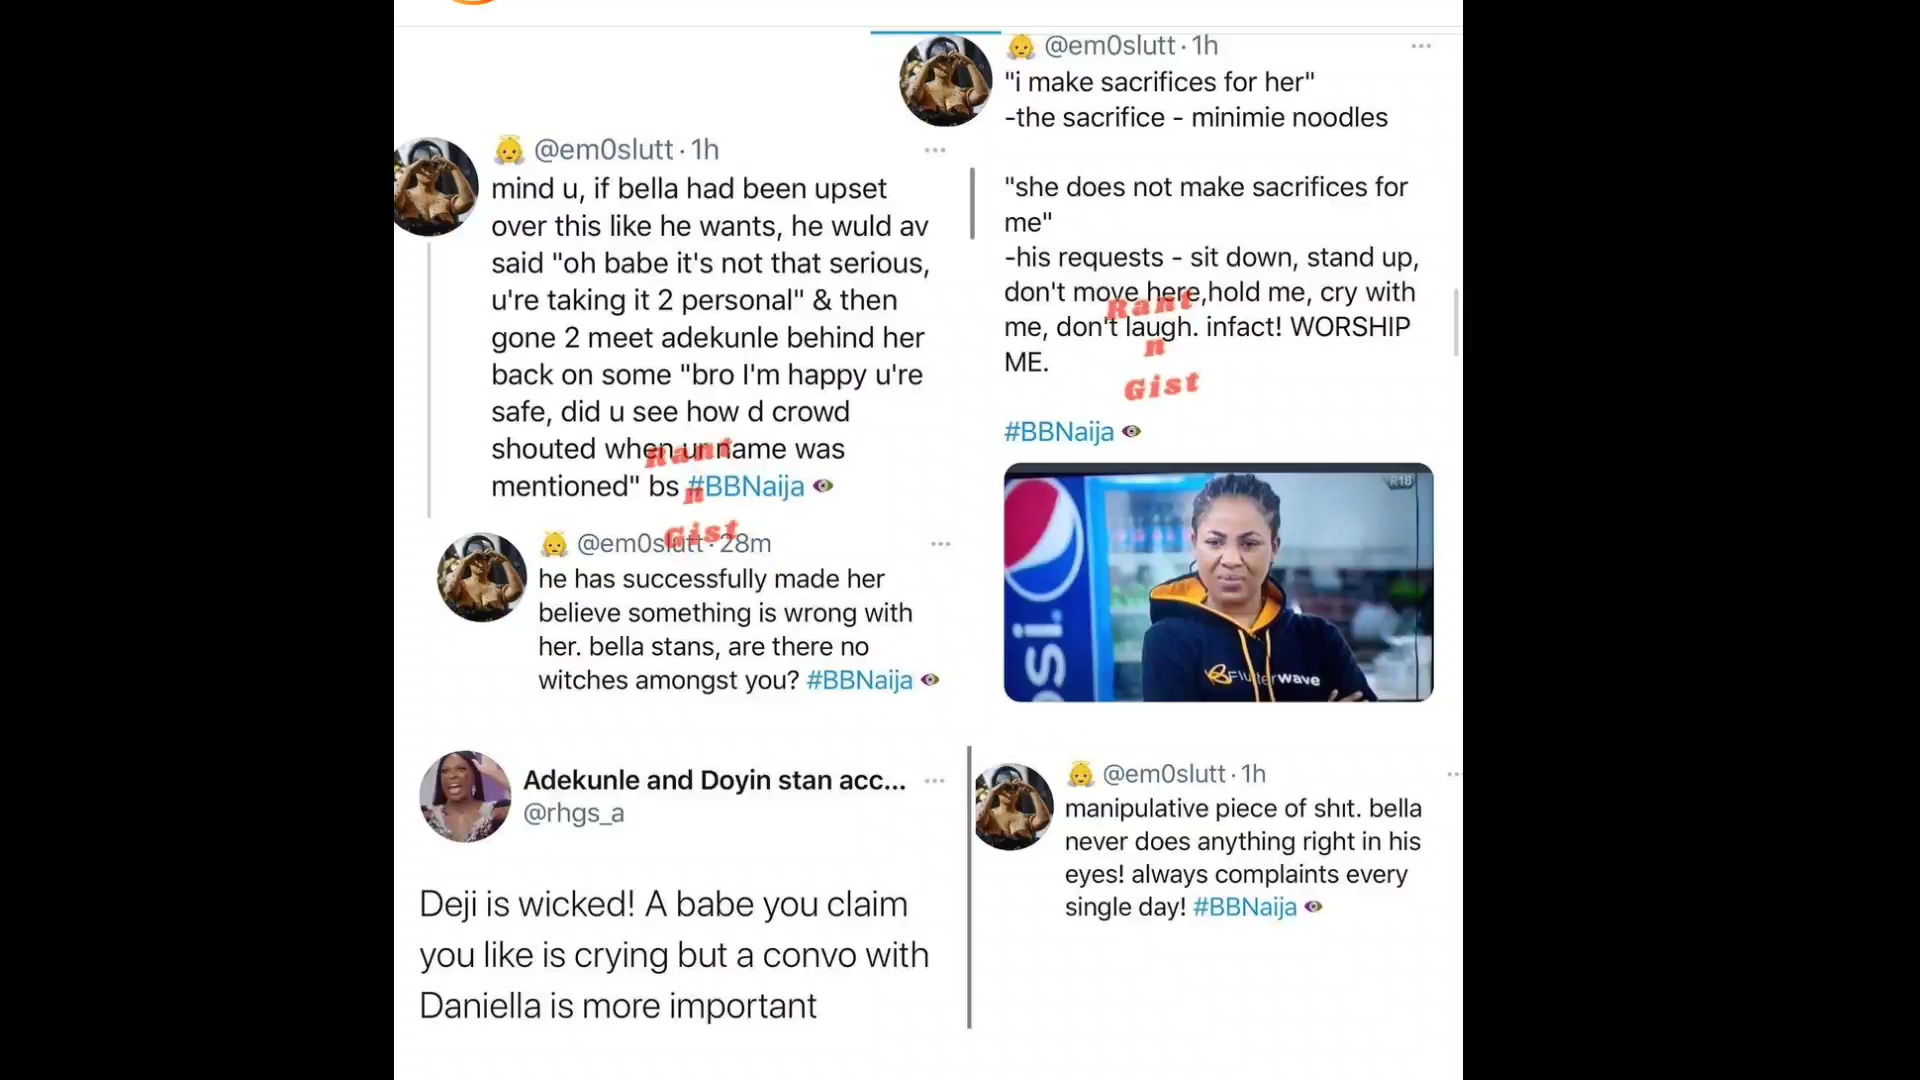 @em0slutt · 1h
mind u, if bella had been upset
over this like he wants, he wuld av
said "oh babe it's not that serious,
u're taking it 2 personal" & then
gone 2 meet adekunle behind her
back on some "bro I'm happy u're
safe, did u see how d crowd
shouted when ur name was
mentioned" bs #BBNaija
Rant
n
Gist
@em0slutt · 28m
he has successfully made her
believe something is wrong with
her. bella stans, are there no
witches amongst you? #BBNaija
Adekunle and Doyin stan acc...
@rhgs_a
Deji is wicked! A babe you claim
you like is crying but a convo with
Daniella is more important
@em0slutt · 1h
"i make sacrifices for her"
-the sacrifice - minimie noodles
"she does not make sacrifices for
me"
-his requests - sit down, stand up,
don't move here,hold me, cry with
me, don't laugh. infact! WORSHIP
ME.
Rant
n
Gist
#BBNaija
R18
psi.
Flutterwave
@em0slutt · 1h
manipulative piece of shıt. bella
never does anything right in his
eyes! always complaints every
single day! #BBNaija